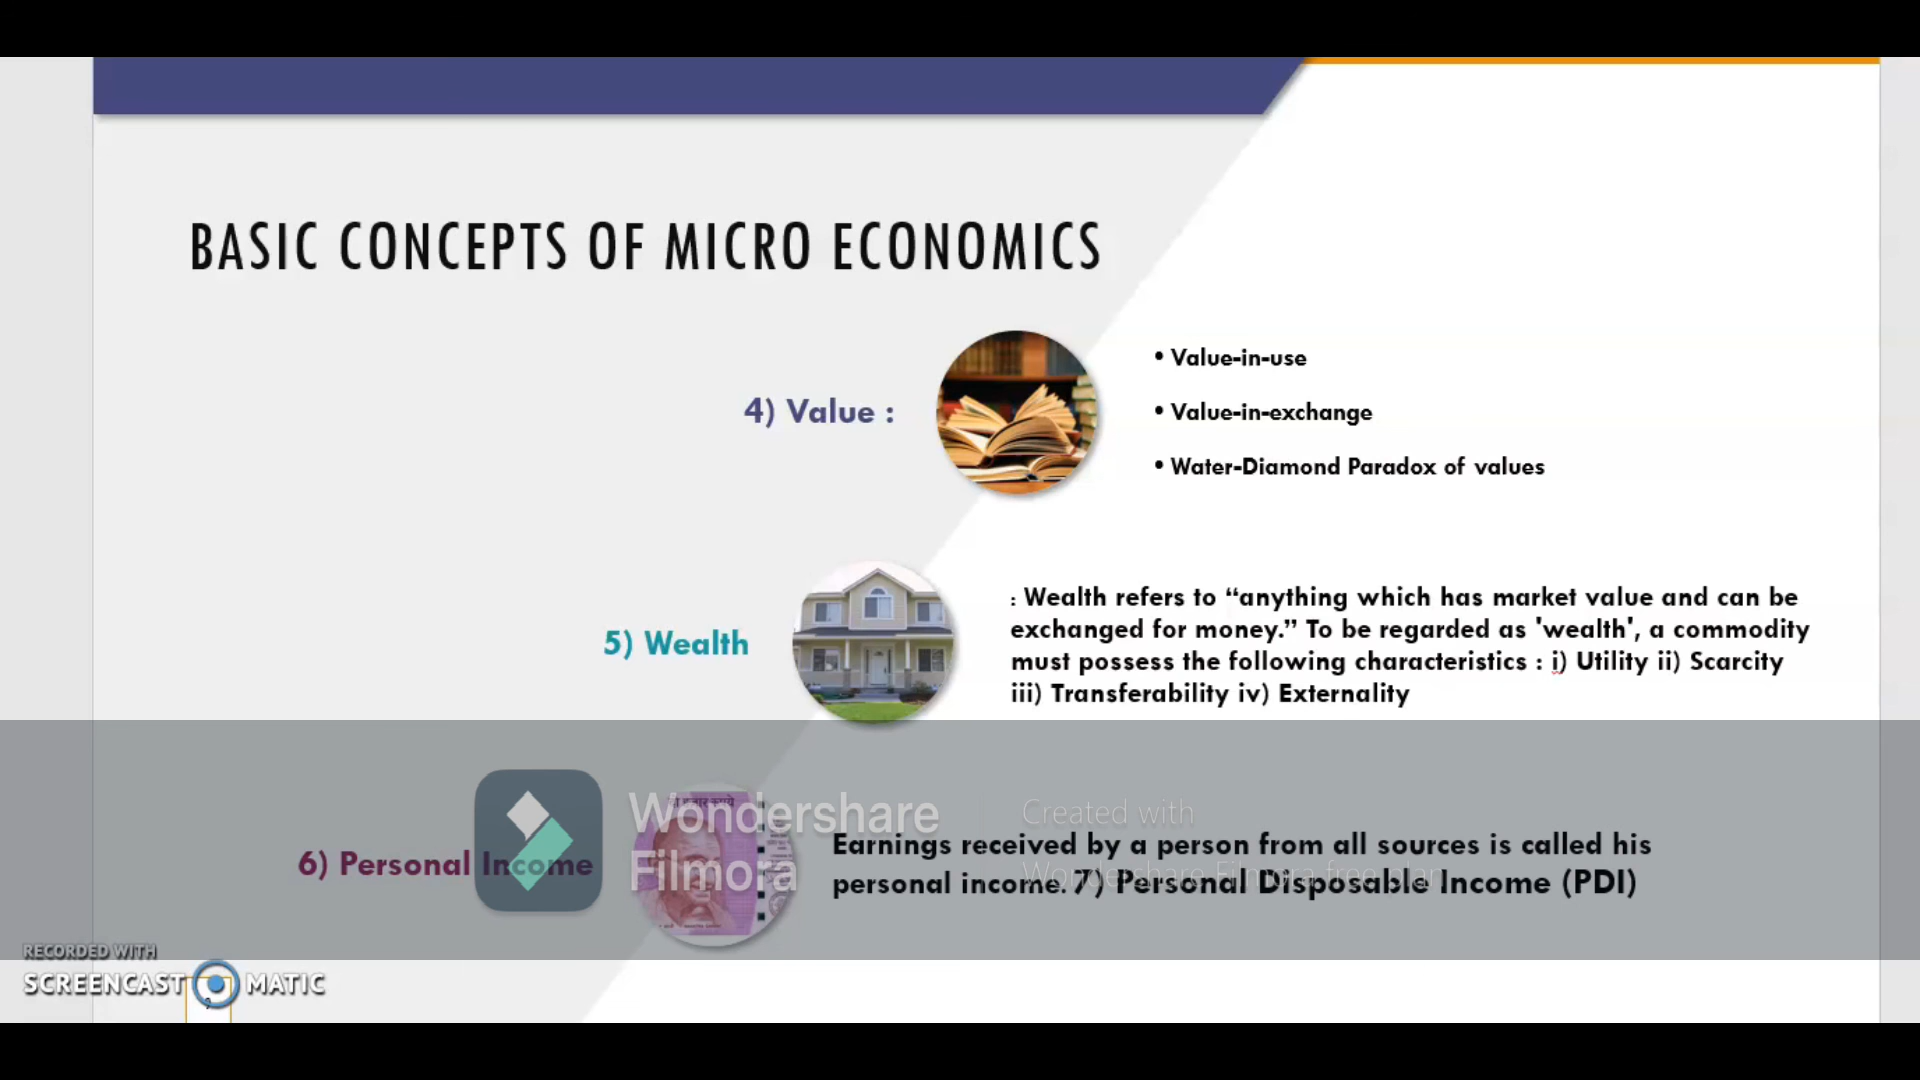 BASIC CONCEPTS OF MICRO ECONOMICS
4) Value :
• Value-in-use
• Value-in-exchange
• Water-Diamond Paradox of values
5) Wealth
: Wealth refers to “anything which has market value and can be
exchanged for money.” To be regarded as 'wealth', a commodity
must possess the following characteristics : i) Utility ii) Scarcity
iii) Transferability iv) Externality
6) Personal Income
Earnings received by a person from all sources is called his
personal income. 7) Personal Disposable Income (PDI)
Wondershare
Filmora
Created with
Wondershare Filmora free plan
RECORDED WITH
SCREENCAST MATIC